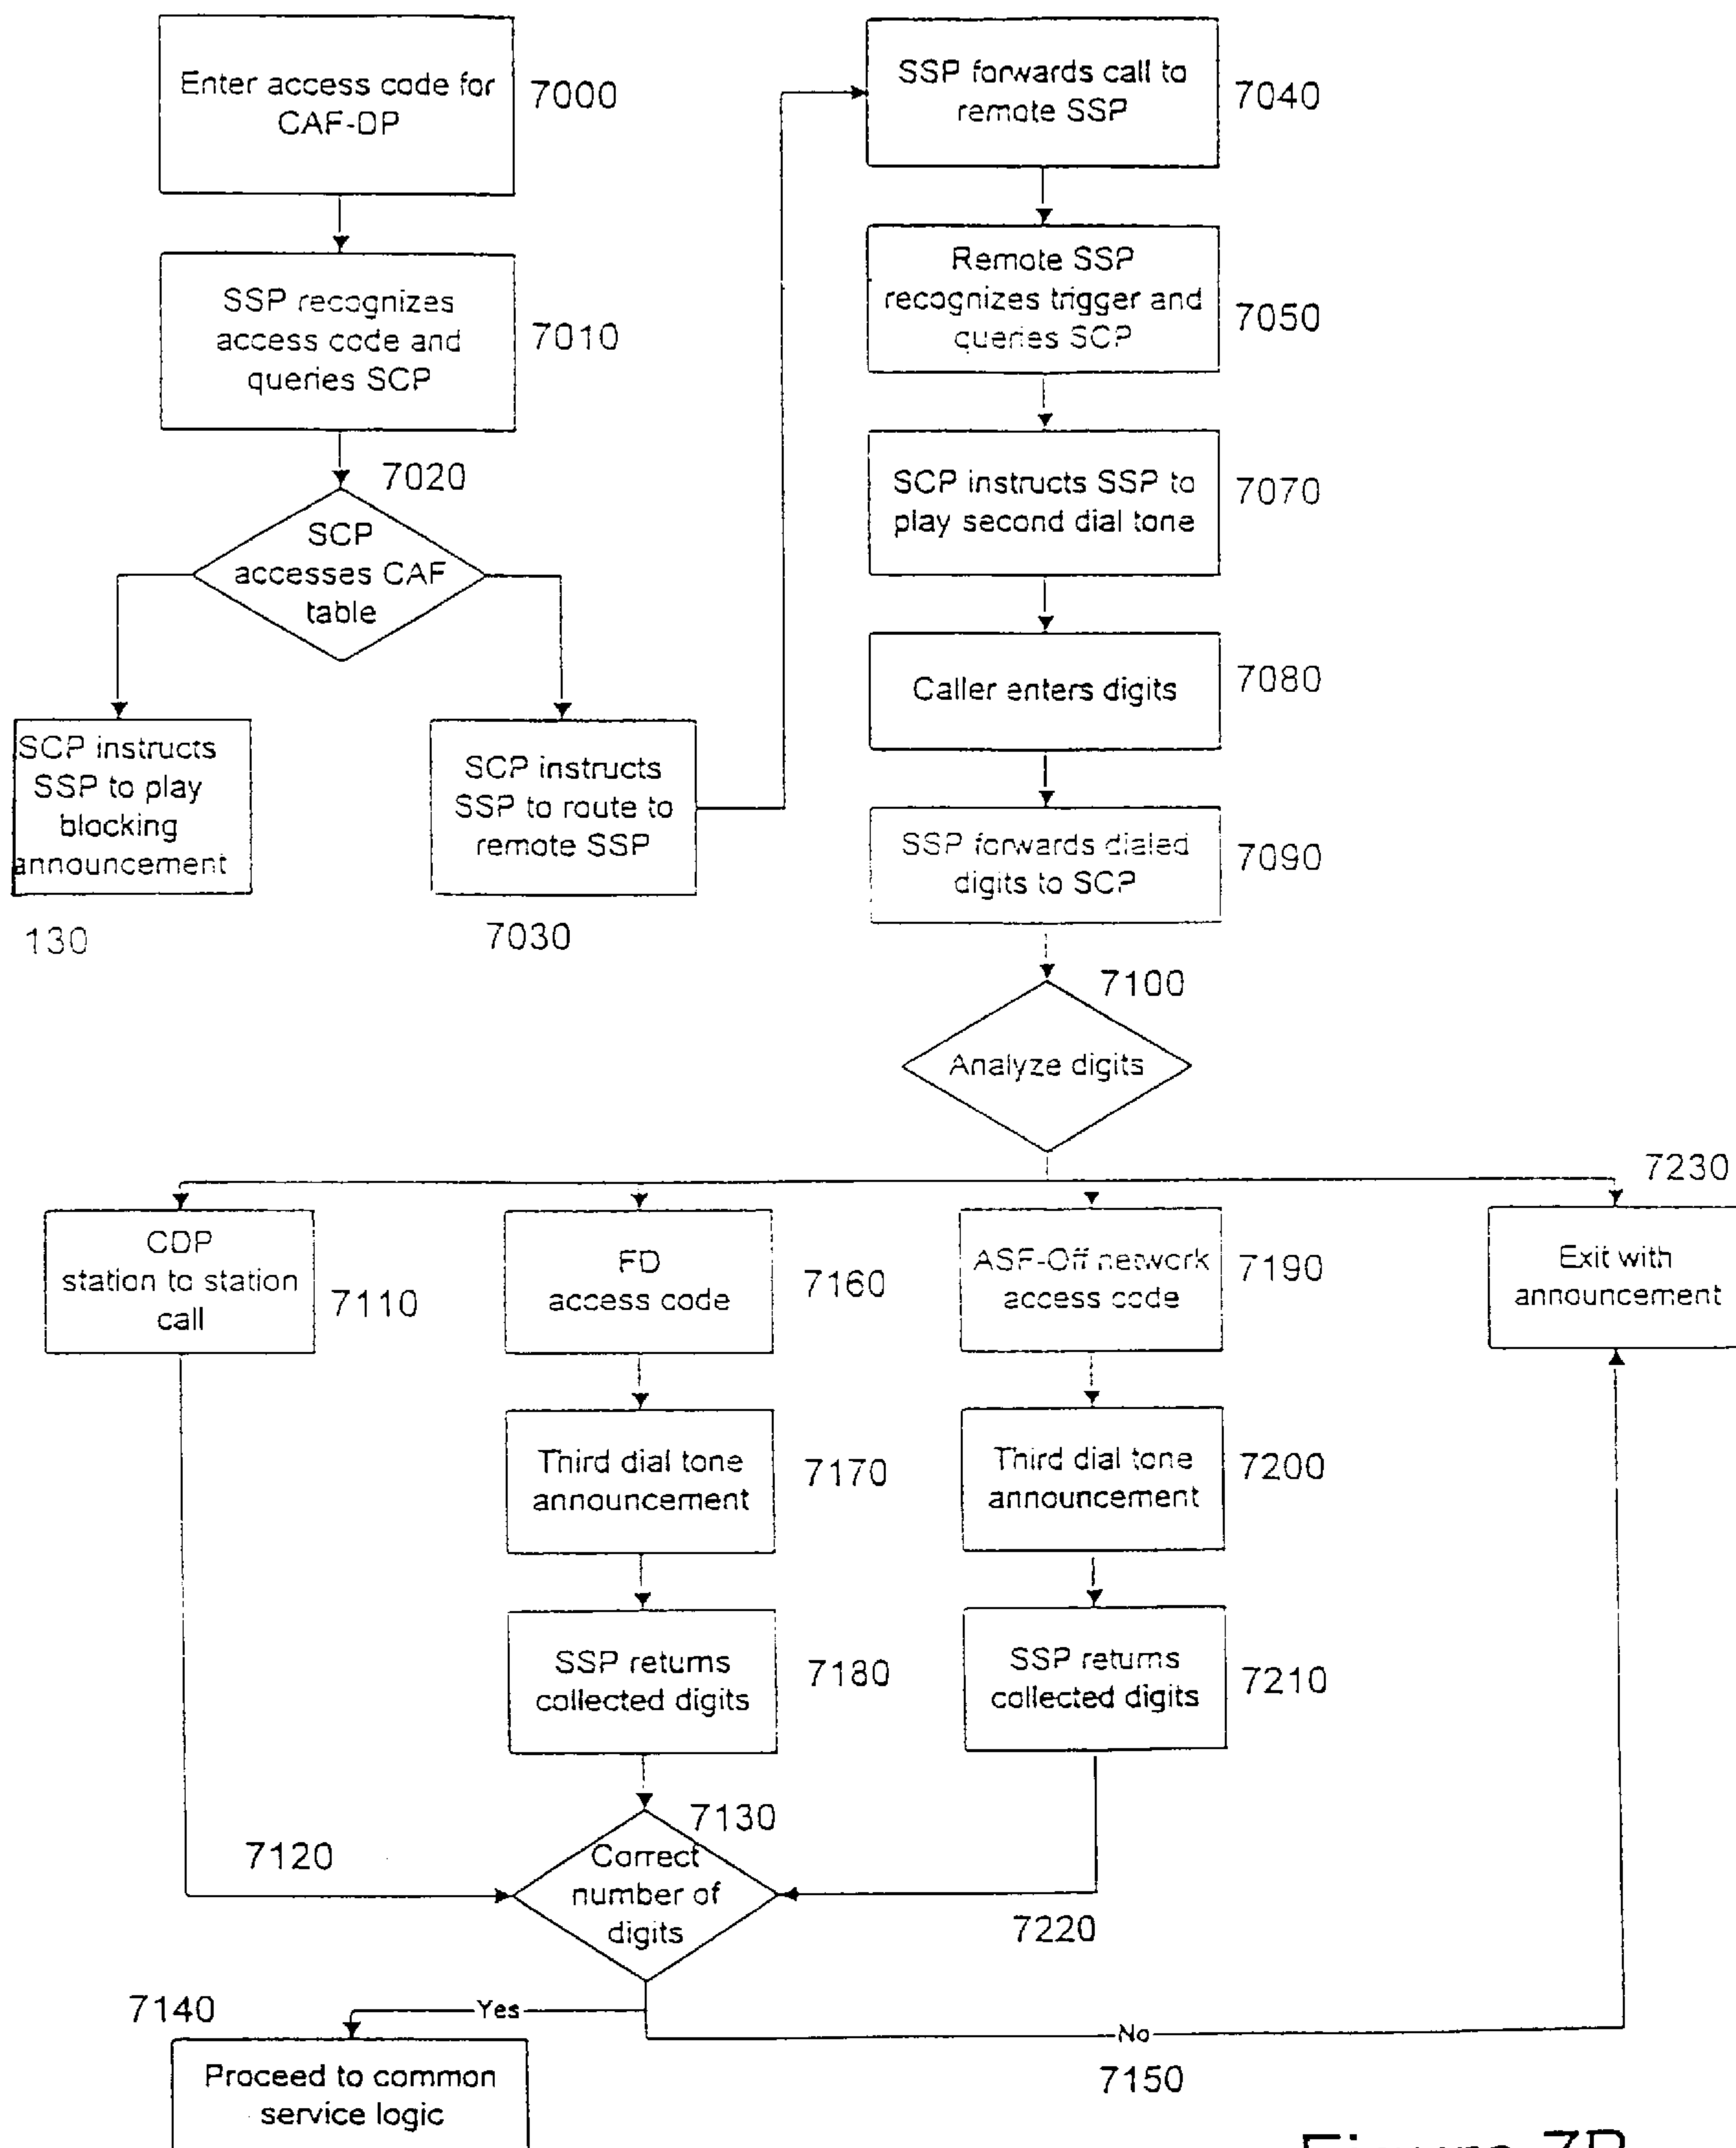 Enter access code for
CAF-DP
7000
SSP recognizes
access code and
queries SCP
7010
7020
SCP
accesses CAF
table
SCP instructs
SSP to play
blocking
announcement
130
SCP instructs
SSP to route to
remote SSP
7030
SSP forwards call to
remote SSP
7040
Remote SSP
recognizes trigger and
queries SCP
7050
SCP instructs SSP to
play second dial tone
7070
Caller enters digits
7080
SSP forwards dialed
digits to SCP
7090
7100
Analyze digits
CDP
station to station
call
7110
FD
access code
7160
ASF-Off network
access code
7190
7230
Exit with
announcement
Third dial tone
announcement
7170
Third dial tone
announcement
7200
SSP returns
collected digits
7180
SSP returns
collected digits
7210
7120
7130
Correct
number of
digits
7220
7140
Yes
No
7150
Proceed to common
service logic